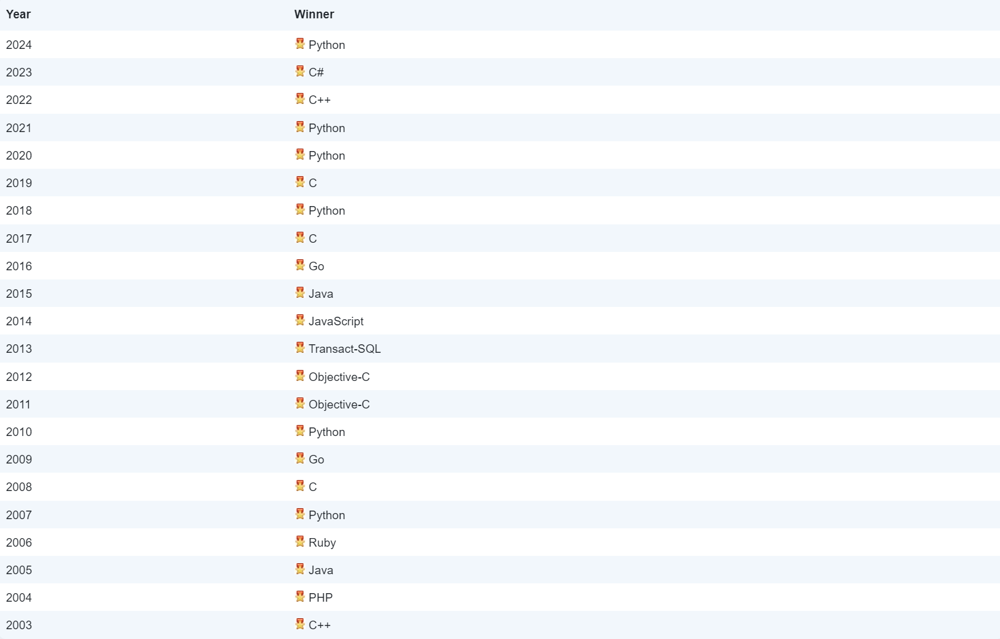 Year Winner
2024 Python
2023 C#
2022 C++
2021 Python
2020 Python
2019 C
2018 Python
2017 C
2016 Go
2015 Java
2014 JavaScript
2013 Transact-SQL
2012 Objective-C
2011 Objective-C
2010 Python
2009 Go
2008 C
2007 Python
2006 Ruby
2005 Java
2004 PHP
2003 C++